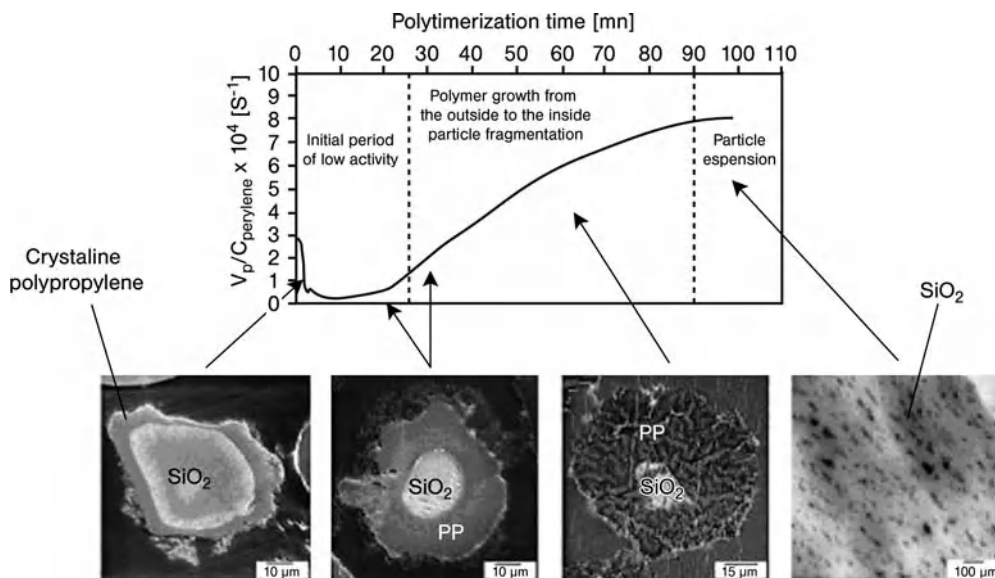 Polytimerization time [mn]
0 10 20 30 40 50 60 70 80 90 100 110
10
9
8
7
6
5
4
3
2
1
0
Vp/Cperylene x 10⁴ [S⁻¹]
Initial period
of low activity
Polymer growth from
the outside to the inside
particle fragmentation
Particle
espension
Crystaline
polypropylene
SiO₂
SiO₂
10 µm
SiO₂
PP
10 µm
PP
SiO₂
15 µm
100 µm